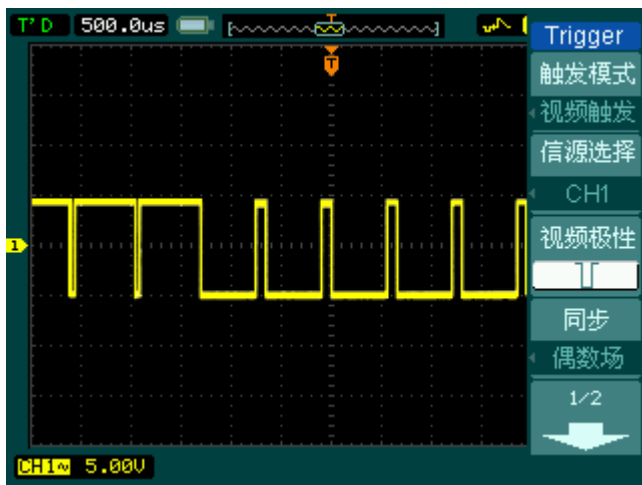 T'D 500.0us
T
Trigger
触发模式
视频触发
信源选择
CH1
视频极性
同步
偶数场
1/2
T
1
CH1 5.00V